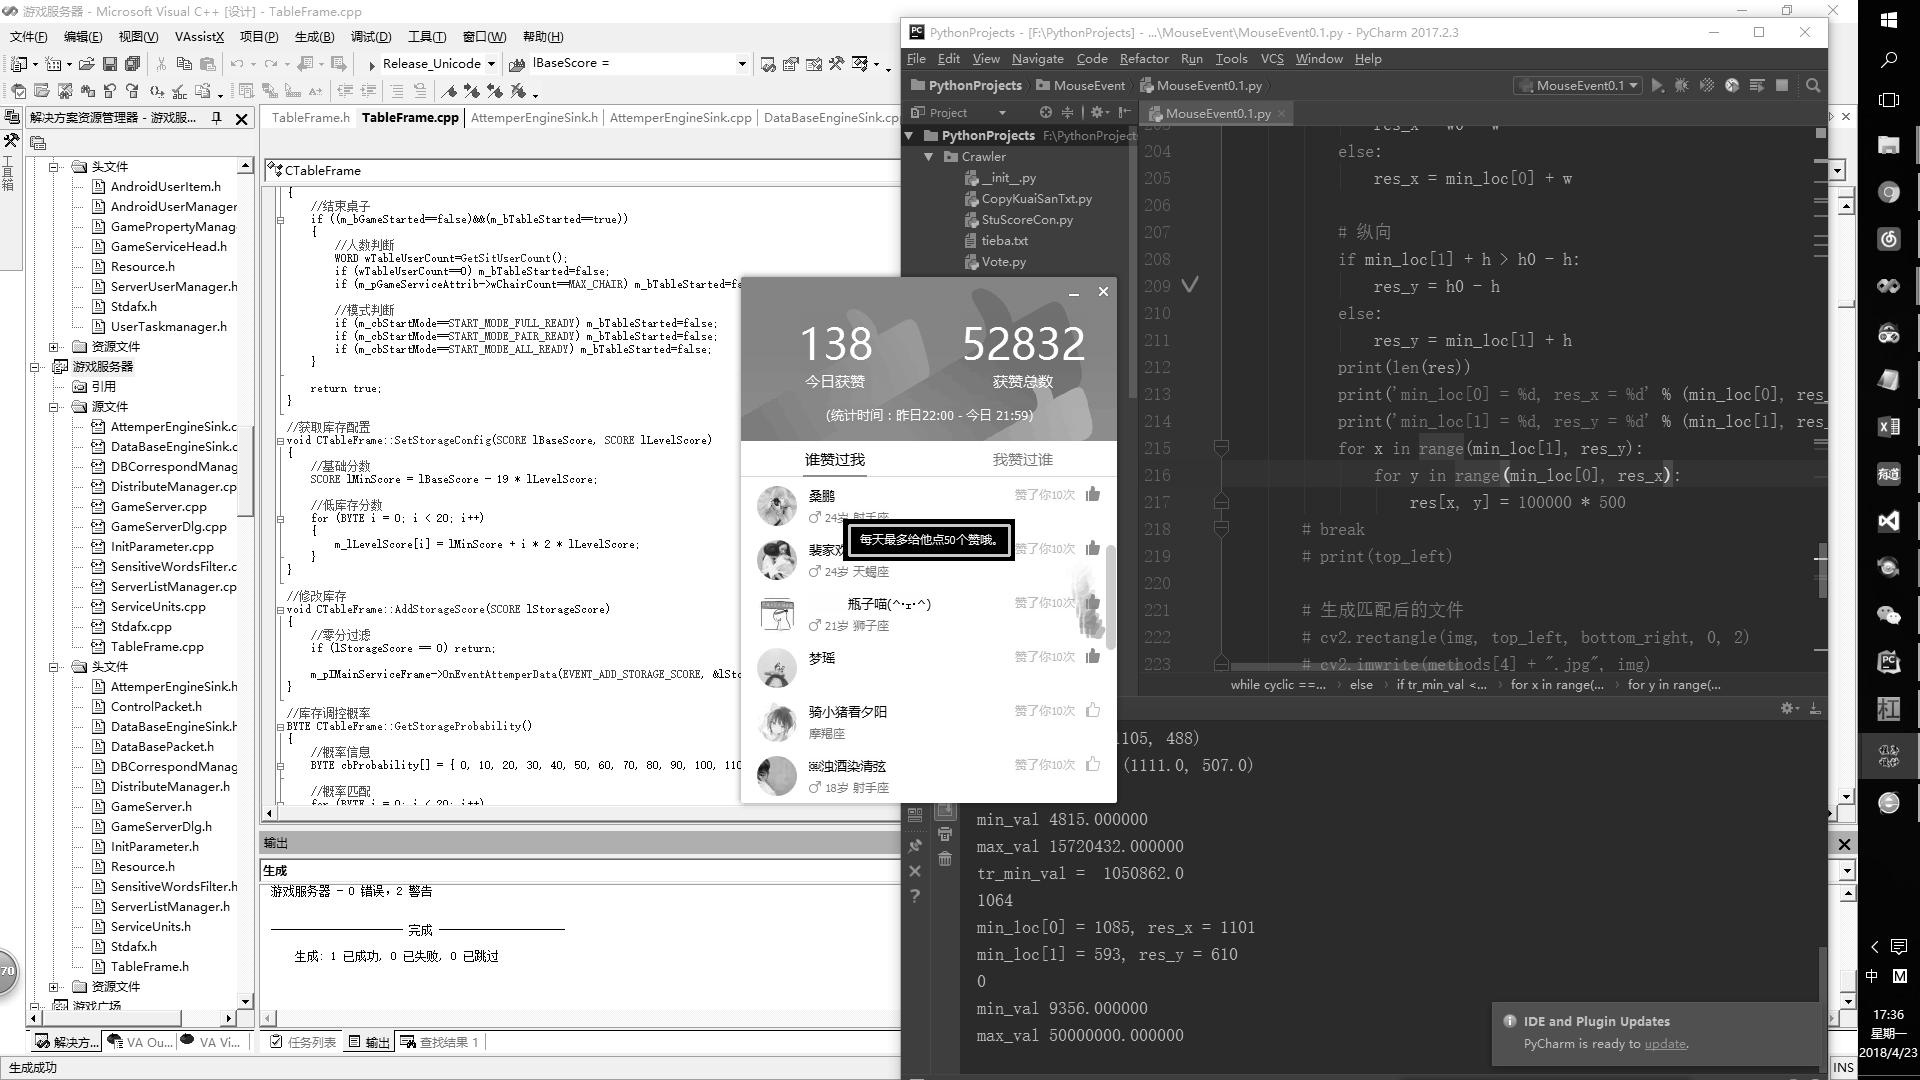 游戏服务器 - Microsoft Visual C++ [设计] - TableFrame.cpp
文件(F) 编辑(E) 视图(V) VAssistX 项目(P) 生成(B) 调试(D) 工具(T) 窗口(W) 帮助(H)
Release_Unicode lBaseScore =
解决方案资源管理器 - 游戏服...
工具箱
头文件
AndroidUserItem.h
AndroidUserManager
GamePropertyManag
GameServiceHead.h
Resource.h
ServerUserManager.h
Stdafx.h
UserTaskmanager.h
资源文件
游戏服务器
引用
源文件
AttemperEngineSink.c
DataBaseEngineSink.c
DBCorrespondManag
DistributeManager.cp
GameServer.cpp
GameServerDlg.cpp
InitParameter.cpp
SensitiveWordsFilter.c
ServerListManager.cp
ServiceUnits.cpp
Stdafx.cpp
TableFrame.cpp
头文件
AttemperEngineSink.h
ControlPacket.h
DataBaseEngineSink.h
DataBasePacket.h
DBCorrespondManag
DistributeManager.h
GameServer.h
GameServerDlg.h
InitParameter.h
Resource.h
SensitiveWordsFilter.h
ServerListManager.h
ServiceUnits.h
Stdafx.h
TableFrame.h
资源文件
游戏广场
70
解决方... VA Ou... VA Vi...
生成成功
TableFrame.h TableFrame.cpp AttemperEngineSink.h AttemperEngineSink.cpp DataBaseEngineSink.cp
CTableFrame
{
//结束桌子
if ((m_bGameStarted==false)&&(m_bTableStarted==true))
{
//人数判断
WORD wTableUserCount=GetSitUserCount();
if (wTableUserCount==0) m_bTableStarted=false;
if (m_pGameServiceAttrib->wChairCount==MAX_CHAIR) m_bTableStarted=fa
//模式判断
if (m_cbStartMode==START_MODE_FULL_READY) m_bTableStarted=false;
if (m_cbStartMode==START_MODE_PAIR_READY) m_bTableStarted=false;
if (m_cbStartMode==START_MODE_ALL_READY) m_bTableStarted=false;
}
return true;
}
//获取库存配置
void CTableFrame::SetStorageConfig(SCORE lBaseScore, SCORE lLevelScore)
{
//基础分数
SCORE lMinScore = lBaseScore - 19 * lLevelScore;
//低库存分数
for (BYTE i = 0; i < 20; i++)
{
m_lLevelScore[i] = lMinScore + i * 2 * lLevelScore;
}
}
//修改库存
void CTableFrame::AddStorageScore(SCORE lStorageScore)
{
//零分过滤
if (lStorageScore == 0) return;
m_pIMainServiceFrame->OnEventAttemperData(EVENT_ADD_STORAGE_SCORE, &lSto
}
//库存调控概率
BYTE CTableFrame::GetStorageProbability()
{
//概率信息
BYTE cbProbability[] = { 0, 10, 20, 30, 40, 50, 60, 70, 80, 90, 100, 110
//概率匹配
for (BYTE i = 0; i < 20; i++)
输出
生成
游戏服务器 - 0 错误，2 警告
完成
生成: 1 已成功, 0 已失败, 0 已跳过
任务列表 输出 查找结果 1
138 52832
今日获赞 获赞总数
(统计时间：昨日22:00 - 今日 21:59)
谁赞过我 我赞过谁
桑鹏 赞了你10次
♂ 24岁 射手座
每天最多给他点50个赞哦。
裴家欢 赞了你10次
♂ 24岁 天蝎座
瓶子喵(^·ｪ·^) 赞了你10次
♂ 21岁 狮子座
梦瑶 赞了你10次
骑小猪看夕阳 赞了你10次
摩羯座
浊酒染清弦 赞了你10次
♂ 18岁 射手座
PythonProjects - [F:\PythonProjects] - ...\MouseEvent\MouseEvent0.1.py - PyCharm 2017.2.3
File Edit View Navigate Code Refactor Run Tools VCS Window Help
PythonProjects MouseEvent MouseEvent0.1.py MouseEvent0.1
Project MouseEvent0.1.py
PythonProjects F:\PythonProject
Crawler
__init__.py
CopyKuaiSanTxt.py
StuScoreCon.py
tieba.txt
Vote.py
203 res_x = w0 - w
204 else:
205 res_x = min_loc[0] + w
206
207 # 纵向
208 if min_loc[1] + h > h0 - h:
209 res_y = h0 - h
210 else:
211 res_y = min_loc[1] + h
212 print(len(res))
213 print('min_loc[0] = %d, res_x = %d' % (min_loc[0], res_
214 print('min_loc[1] = %d, res_y = %d' % (min_loc[1], res_
215 for x in range(min_loc[1], res_y):
216 for y in range(min_loc[0], res_x):
217 res[x, y] = 100000 * 500
218 # break
219 # print(top_left)
220
221 # 生成匹配后的文件
222 # cv2.rectangle(img, top_left, bottom_right, 0, 2)
223 # cv2.imwrite(methods[4] + ".jpg", img)
while cyclic ==... else if tr_min_val <... for x in range(... for y in range(...
1105, 488)
(1111.0, 507.0)
min_val 4815.000000
max_val 15720432.000000
tr_min_val =  1050862.0
1064
min_loc[0] = 1085, res_x = 1101
min_loc[1] = 593, res_y = 610
0
min_val 9356.000000
max_val 50000000.000000
IDE and Plugin Updates
PyCharm is ready to update.
INS
有道
杠
中 M
17:36
星期一
2018/4/23